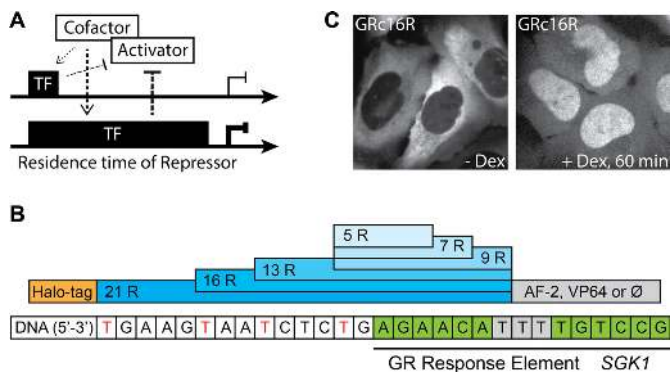 A
Cofactor
Activator
TF
TF
Residence time of Repressor
C
GRc16R
- Dex
GRc16R
+ Dex, 60 min
B
5 R
7 R
9 R
13 R
16 R
21 R
Halo-tag
AF-2, VP64 or Ø
DNA (5'-3') T G A A G T A A T C T C T G A G A A C A T T T T G T C C G
GR Response Element SGK1